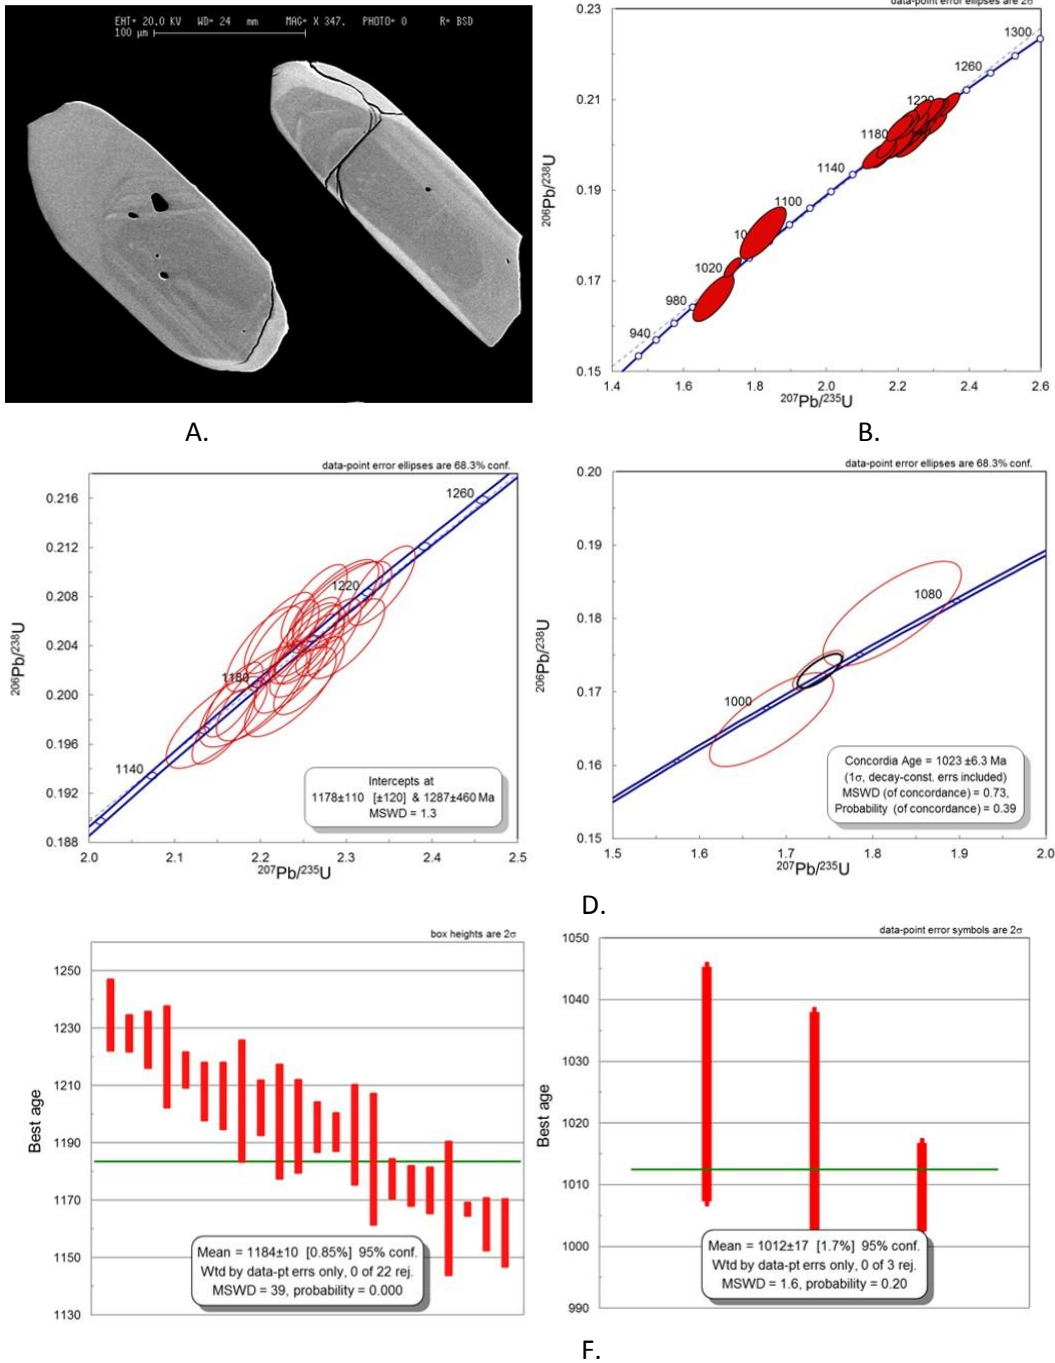 EHT= 20.0 KV WD= 24 mm MAG= X 347. PHOTO= 0 R= BSD
100 µm
A.
data-point error ellipses are 2σ
0.23
0.21
0.19
0.17
0.15
206Pb/238U
1300
1260
1220
1180
1140
1100
1020
980
940
1.4 1.6 1.8 2.0 2.2 2.4 2.6
207Pb/235U
B.
data-point error ellipses are 68.3% conf.
0.216
0.212
0.208
0.204
0.200
0.196
0.192
0.188
206Pb/238U
1260
1220
1180
1140
Intercepts at
1178±110 [±120] & 1287±460 Ma
MSWD = 1.3
2.0 2.1 2.2 2.3 2.4 2.5
207Pb/235U
data-point error ellipses are 68.3% conf.
0.20
0.19
0.18
0.17
0.16
0.15
206Pb/238U
1080
1000
Concordia Age = 1023 ±6.3 Ma
(1σ, decay-const. errs included)
MSWD (of concordance) = 0.73,
Probability (of concordance) = 0.39
1.5 1.6 1.7 1.8 1.9 2.0
207Pb/235U
D.
box heights are 2σ
1250
1230
1210
1190
1170
1150
1130
Best age
Mean = 1184±10 [0.85%] 95% conf.
Wtd by data-pt errs only, 0 of 22 rej.
MSWD = 39, probability = 0.000
data-point error symbols are 2σ
1050
1040
1030
1020
1010
1000
990
Best age
Mean = 1012±17 [1.7%] 95% conf.
Wtd by data-pt errs only, 0 of 3 rej.
MSWD = 1.6, probability = 0.20
F.